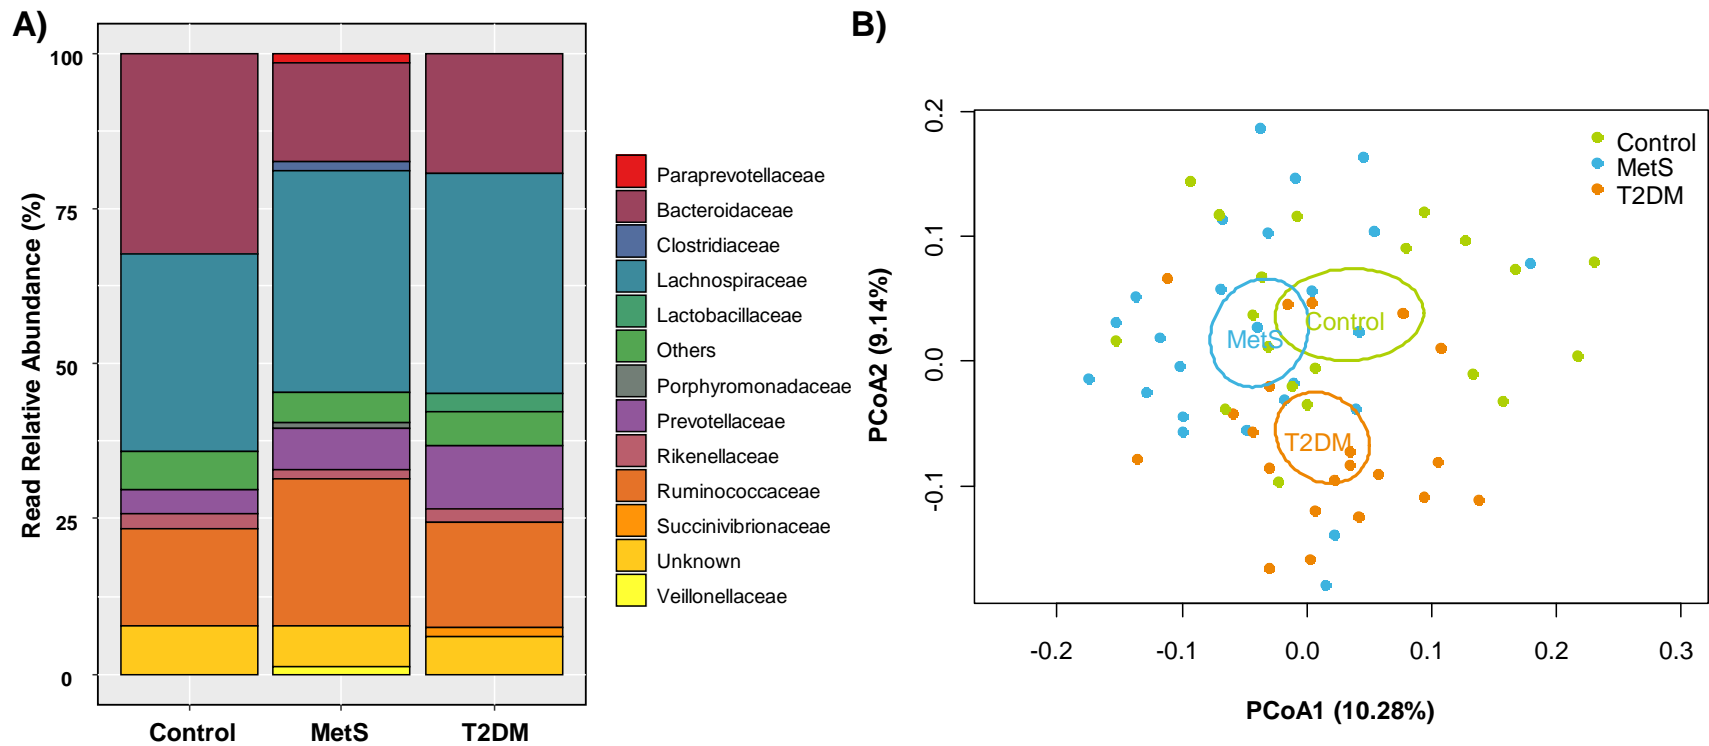 A)
Read Relative Abundance (%)
100
75
50
25
0
Control
MetS
T2DM
Paraprevotellaceae
Bacteroidaceae
Clostridiaceae
Lachnospiraceae
Lactobacillaceae
Others
Porphyromonadaceae
Prevotellaceae
Rikenellaceae
Ruminococcaceae
Succinivibrionaceae
Unknown
Veillonellaceae
B)
PCoA2 (9.14%)
0.2
0.1
0.0
-0.1
Control
MetS
T2DM
Control
MetS
T2DM
-0.2
-0.1
0.0
0.1
0.2
0.3
PCoA1 (10.28%)